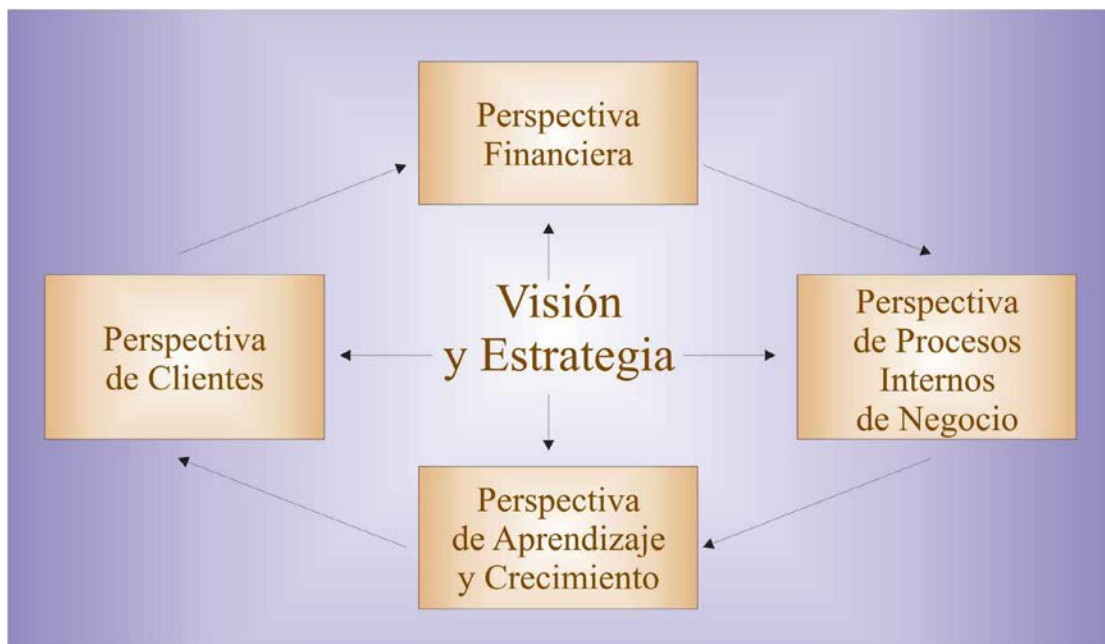 Perspectiva
Financiera
Visión
y Estrategia
Perspectiva
de Clientes
Perspectiva
de Procesos
Internos
de Negocio
Perspectiva
de Aprendizaje
y Crecimiento